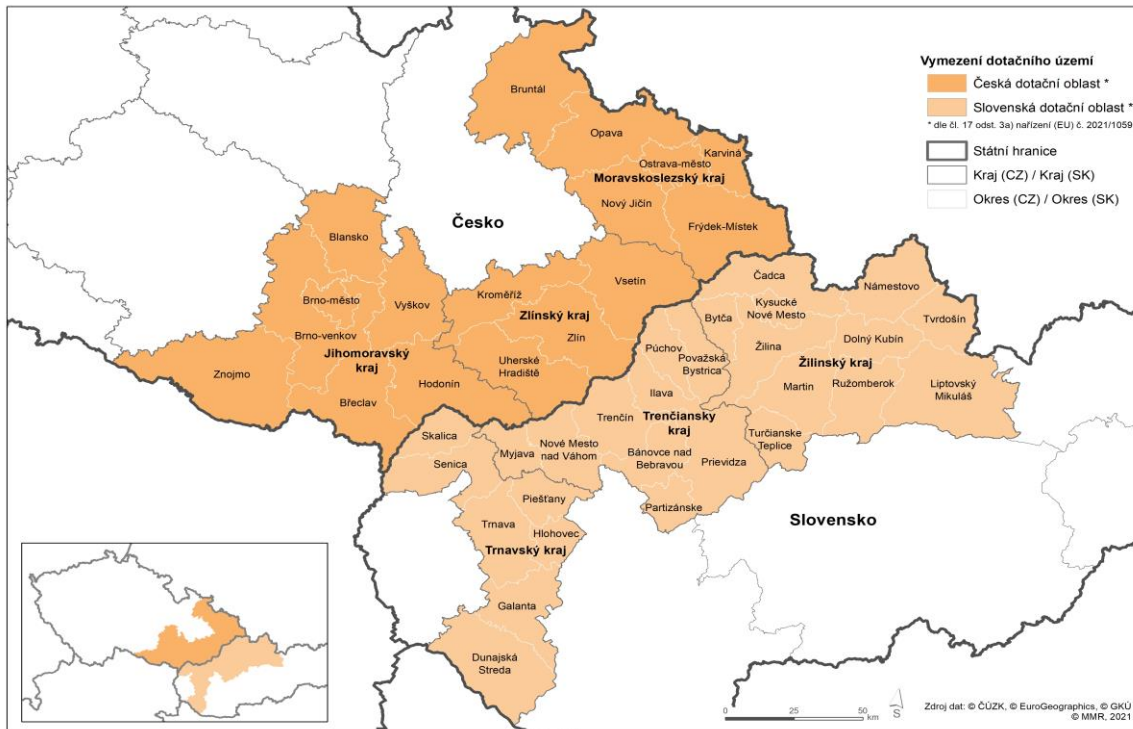 Vymezení dotačního území
Česká dotační oblast *
Slovenská dotační oblast *
* dle čl. 17 odst. 3a) nařízení (EU) č. 2021/1059
Státní hranice
Kraj (CZ) / Kraj (SK)
Okres (CZ) / Okres (SK)
Česko
Bruntál
Opava
Karviná
Ostrava-město
Moravskoslezský kraj
Nový Jičín
Frýdek-Místek
Blansko
Brno-město
Vyškov
Brno-venkov
Jihomoravský
kraj
Znojmo
Břeclav
Hodonín
Kroměříž
Vsetín
Zlínský kraj
Zlín
Uherské
Hradiště
Čadca
Námestovo
Kysucké
Nové Mesto
Bytča
Tvrdošín
Dolný Kubín
Žilina
Žilinský kraj
Martin
Ružomberok
Liptovský
Mikuláš
Turčianske
Teplice
Púchov
Považská
Bystrica
Ilava
Trenčín
Trenčiansky
kraj
Nové Mesto
nad Váhom
Myjava
Bánovce nad
Bebravou
Prievidza
Partizánske
Skalica
Senica
Piešťany
Trnava
Hlohovec
Trnavský kraj
Galanta
Dunajská
Streda
Slovensko
0 25 50
km
S
Zdroj dat: © ČÚZK, © EuroGeographics, © GKÚ
© MMR, 2021